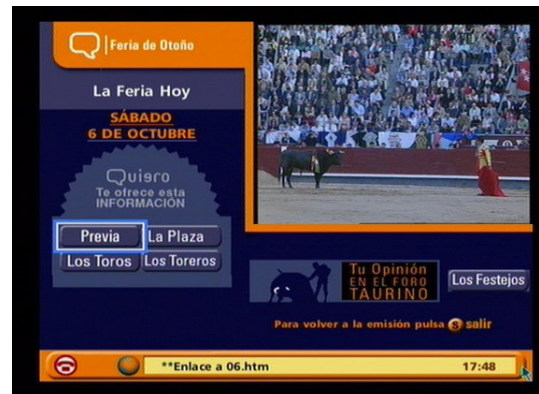 Feria de Otoño
La Feria Hoy
SÁBADO
6 DE OCTUBRE
Quiero
Te ofrece esta
INFORMACIÓN
Previa
La Plaza
Los Toros
Los Toreros
Tu Opinión
EN EL FORO
TAURINO
Los Festejos
Para volver a la emisión pulsa S salir
**Enlace a 06.htm
17:48